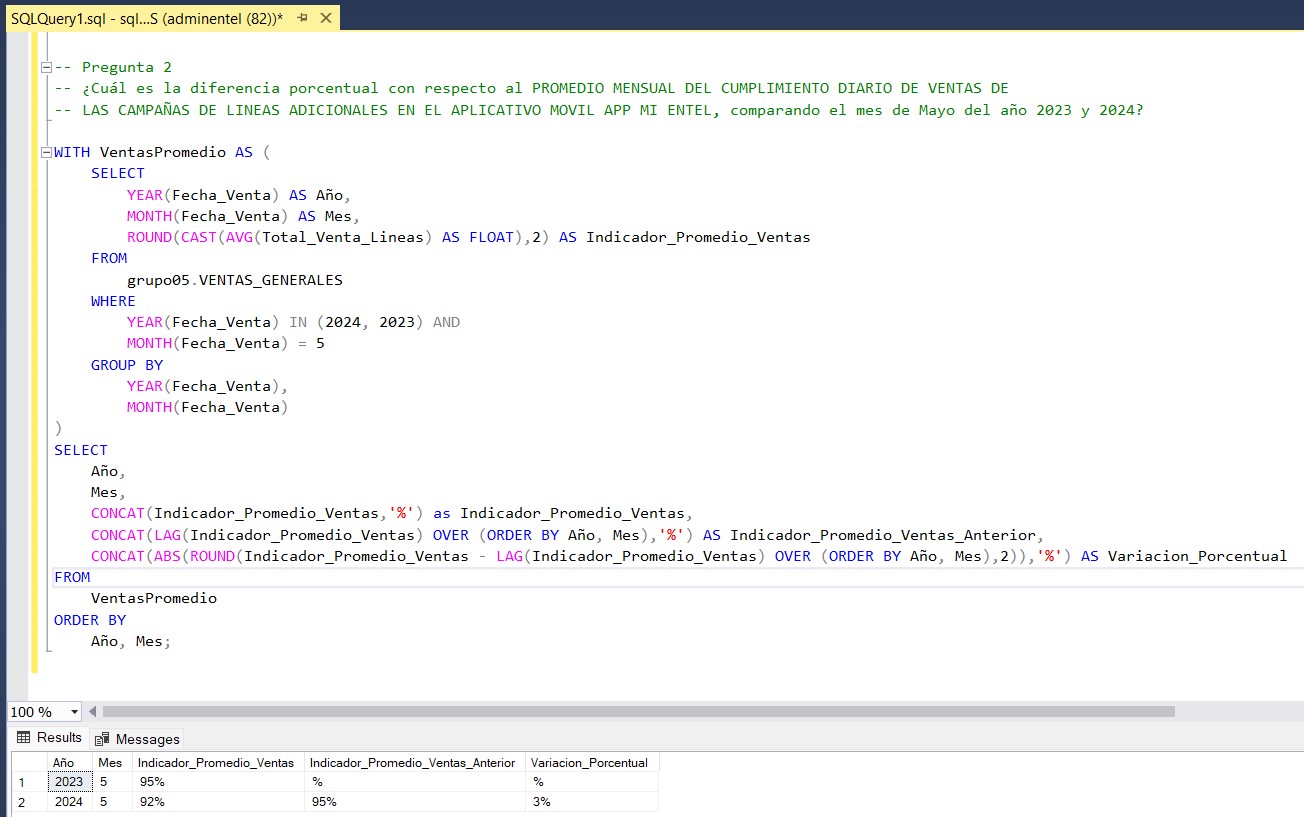 SQLQuery1.sql - sql...S (adminentel (82))*
-- Pregunta 2
-- ¿Cuál es la diferencia porcentual con respecto al PROMEDIO MENSUAL DEL CUMPLIMIENTO DIARIO DE VENTAS DE
-- LAS CAMPAÑAS DE LINEAS ADICIONALES EN EL APLICATIVO MOVIL APP MI ENTEL, comparando el mes de Mayo del año 2023 y 2024?
WITH VentasPromedio AS (
SELECT
YEAR(Fecha_Venta) AS Año,
MONTH(Fecha_Venta) AS Mes,
ROUND(CAST(AVG(Total_Venta_Lineas) AS FLOAT),2) AS Indicador_Promedio_Ventas
FROM
grupo05.VENTAS_GENERALES
WHERE
YEAR(Fecha_Venta) IN (2024, 2023) AND
MONTH(Fecha_Venta) = 5
GROUP BY
YEAR(Fecha_Venta),
MONTH(Fecha_Venta)
)
SELECT
Año,
Mes,
CONCAT(Indicador_Promedio_Ventas,'%') as Indicador_Promedio_Ventas,
CONCAT(LAG(Indicador_Promedio_Ventas) OVER (ORDER BY Año, Mes),'%') AS Indicador_Promedio_Ventas_Anterior,
CONCAT(ABS(ROUND(Indicador_Promedio_Ventas - LAG(Indicador_Promedio_Ventas) OVER (ORDER BY Año, Mes),2)),'%') AS Variacion_Porcentual
FROM
VentasPromedio
ORDER BY
Año, Mes;
100 %
Results Messages
Año Mes Indicador_Promedio_Ventas Indicador_Promedio_Ventas_Anterior Variacion_Porcentual
1 2023 5 95% % %
2 2024 5 92% 95% 3%